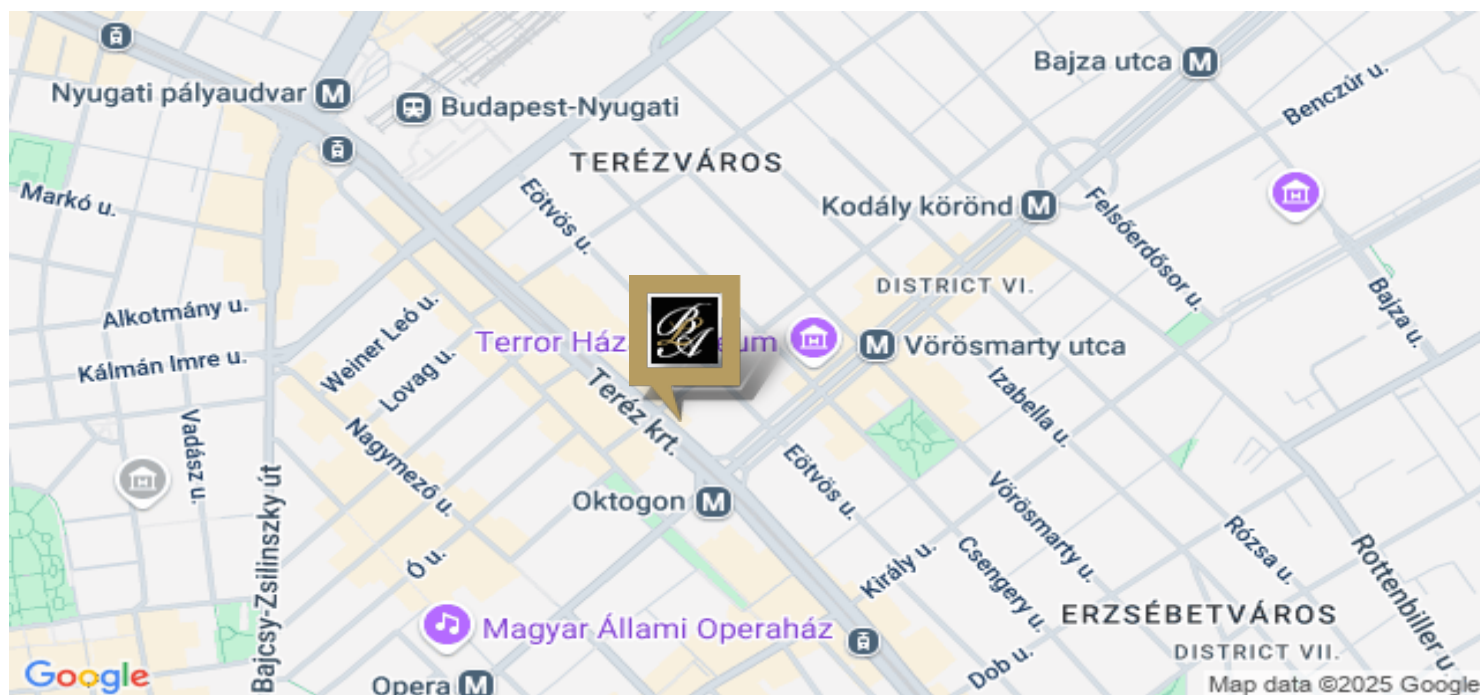 Bajza utca M
Nyugati pályaudvar M
Budapest-Nyugati
Benczúr u.
TERÉZVÁROS
Markó u.
Eötvös u.
Kodály körönd M
Felsőerdősor u.
DISTRICT VI.
Bajza u.
Alkotmány u.
Weiner Leó u.
BLA
Terror Ház
eum
M Vörösmarty utca
Kálmán Imre u.
Lovag u.
Izabella u.
Teréz krt.
Vadász u.
Nagymező u.
Eötvös u.
Oktogon M
Vörösmarty u.
Rózsa u.
Bajcsy-Zsilinszky út
Ó u.
Király u.
Csengery u.
Rottenbiller u.
ERZSÉBETVÁROS
Magyar Állami Operaház
DISTRICT VII.
Dob u.
Google
Opera M
Map data ©2025 Google